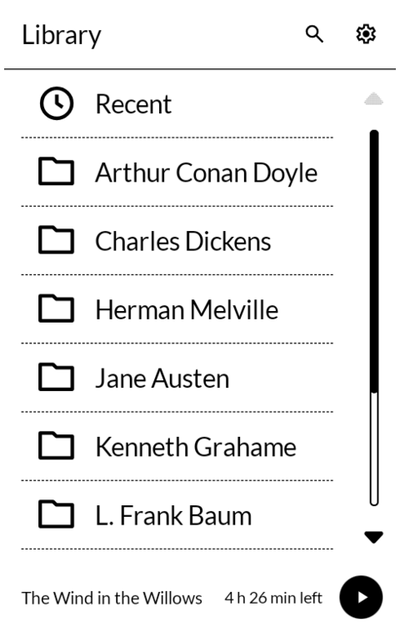 Library
Recent
Arthur Conan Doyle
Charles Dickens
Herman Melville
Jane Austen
Kenneth Grahame
L. Frank Baum
The Wind in the Willows 4 h 26 min left